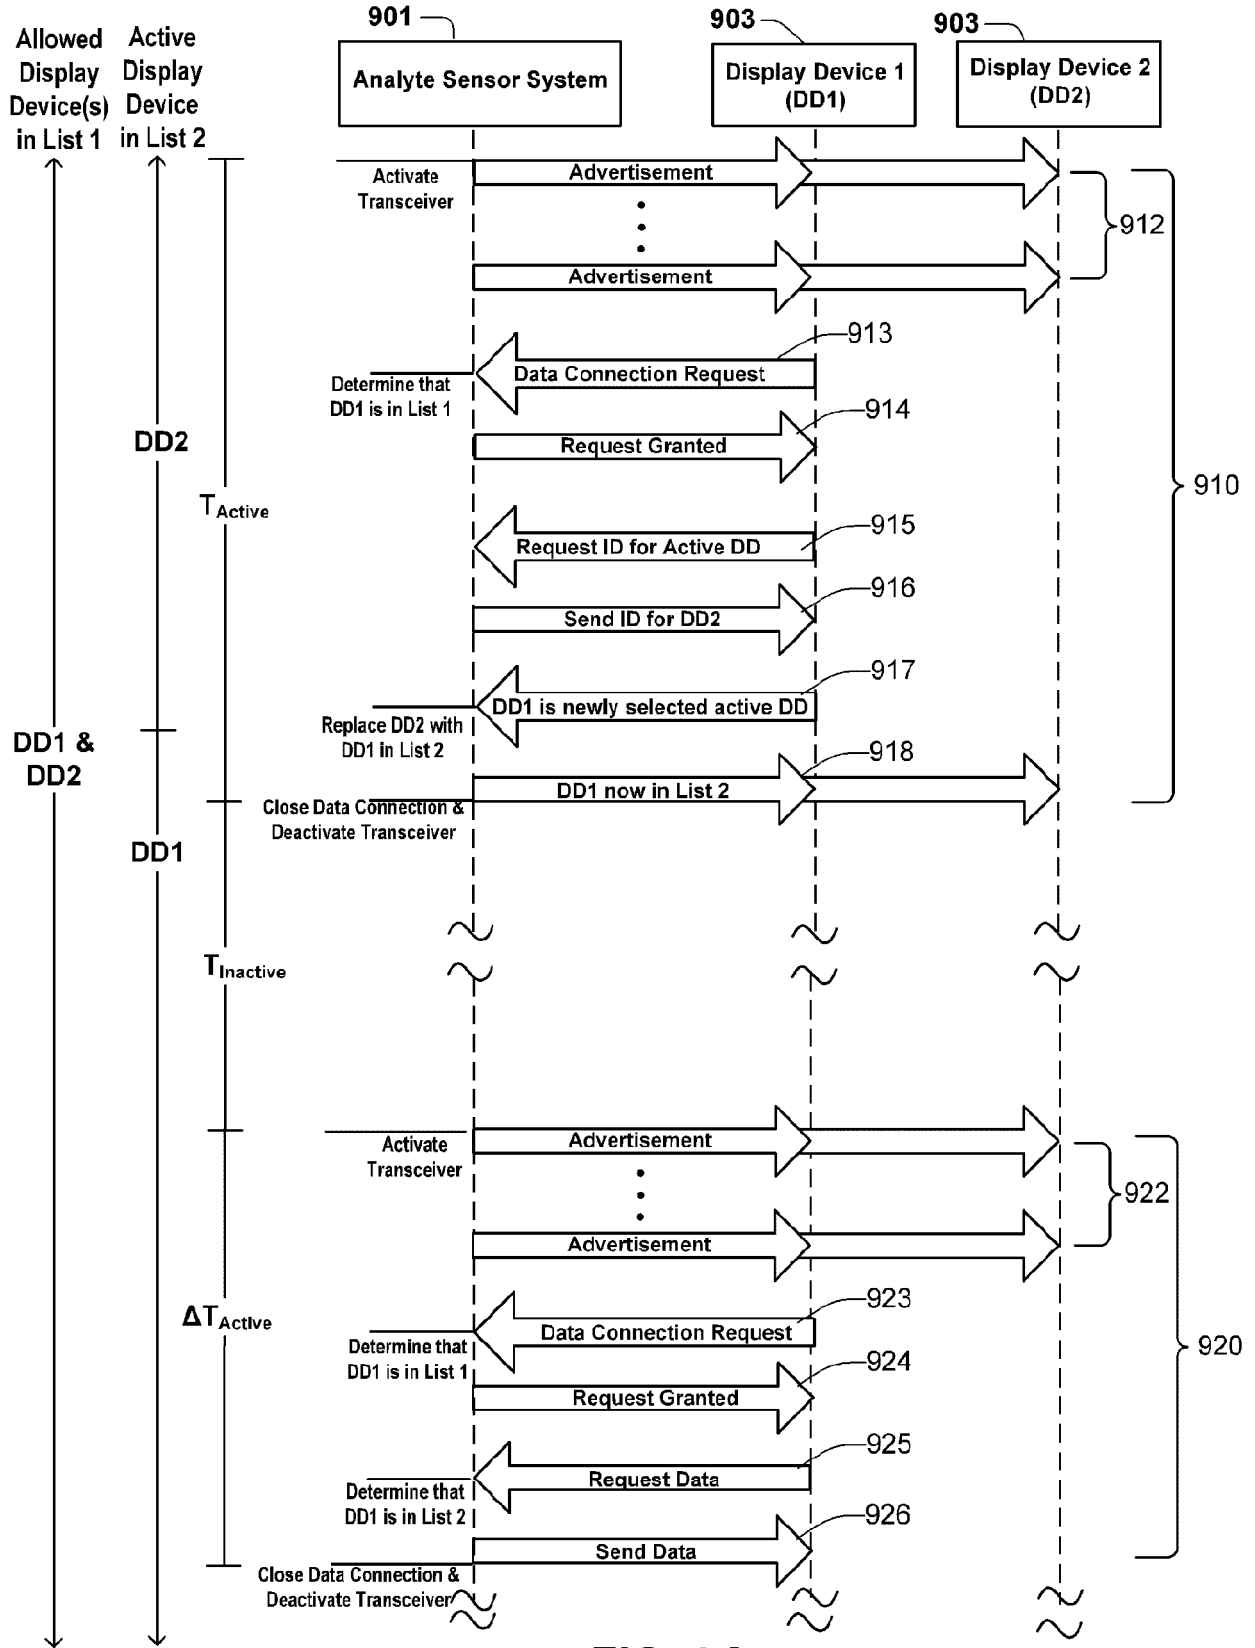 Allowed
Display
Device(s)
in List 1
Active
Display
Device
in List 2
901
903
903
Analyte Sensor System
Display Device 1
(DD1)
Display Device 2
(DD2)
Activate
Transceiver
Advertisement
912
Advertisement
913
Data Connection Request
Determine that
DD1 is in List 1
914
Request Granted
DD2
910
TActive
915
Request ID for Active DD
916
Send ID for DD2
917
DD1 is newly selected active DD
Replace DD2 with
DD1 in List 2
DD1 &
DD2
918
DD1 now in List 2
Close Data Connection &
Deactivate Transceiver
DD1
TInactive
Activate
Transceiver
Advertisement
922
Advertisement
923
Data Connection Request
ΔTActive
Determine that
DD1 is in List 1
920
924
Request Granted
925
Request Data
Determine that
DD1 is in List 2
926
Send Data
Close Data Connection &
Deactivate Transceiver